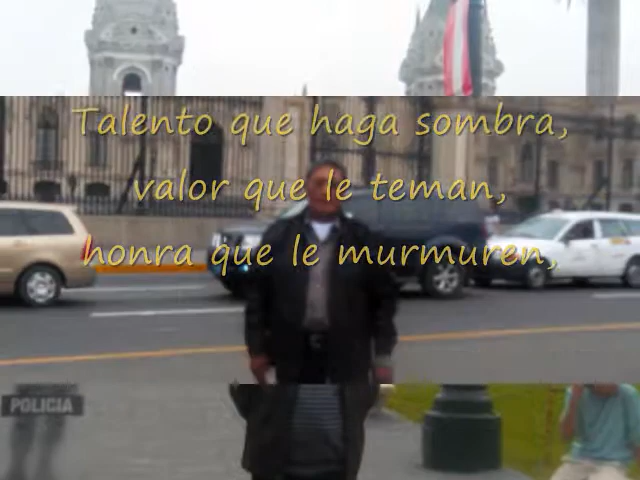 Talento que haga sombra,
valor que le teman,
honra que le murmuren,
POLICIA